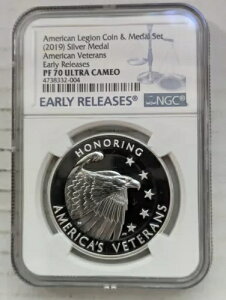 American Legion Coin & Medal Set
(2019) Silver Medal
American Veterans
Early Releases
PF 70 ULTRA CAMEO
4738332-004
EARLY RELEASES
NGC
HONORING
AMERICA'S VETERANS